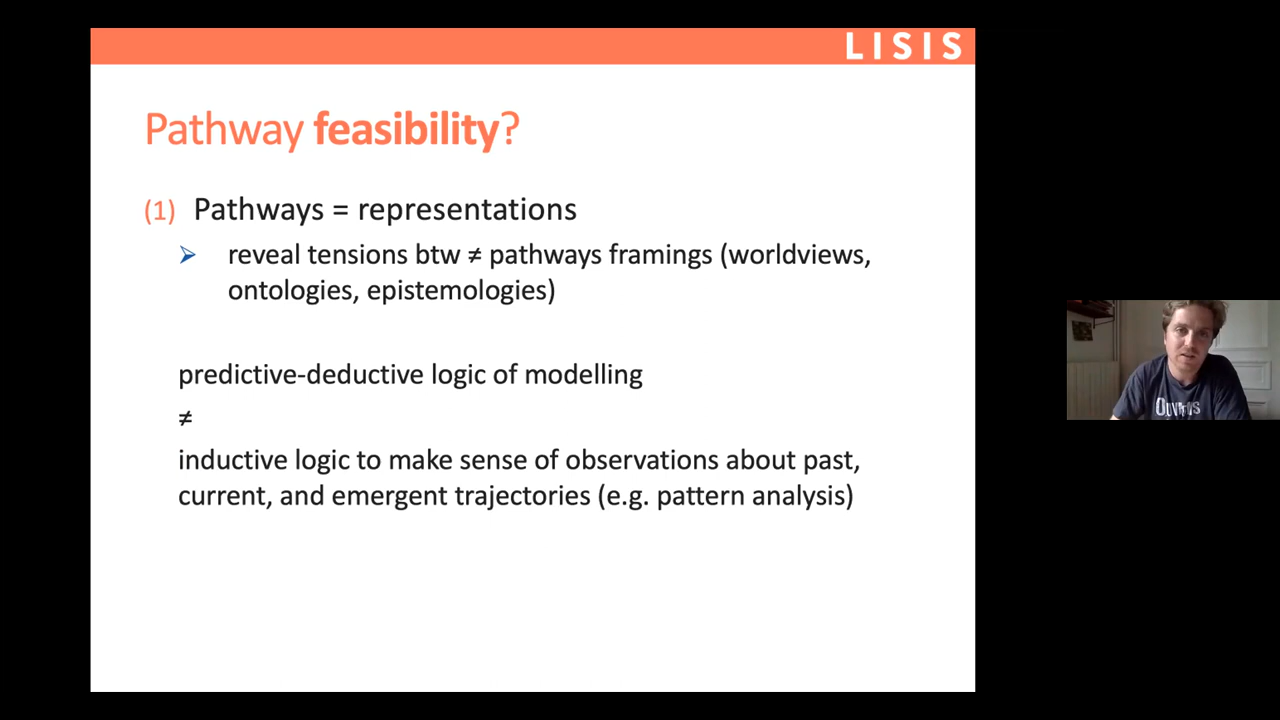 LISIS
Pathway feasibility?
(1) Pathways = representations
➢ reveal tensions btw ≠ pathways framings (worldviews,
ontologies, epistemologies)
predictive-deductive logic of modelling
≠
inductive logic to make sense of observations about past,
current, and emergent trajectories (e.g. pattern analysis)